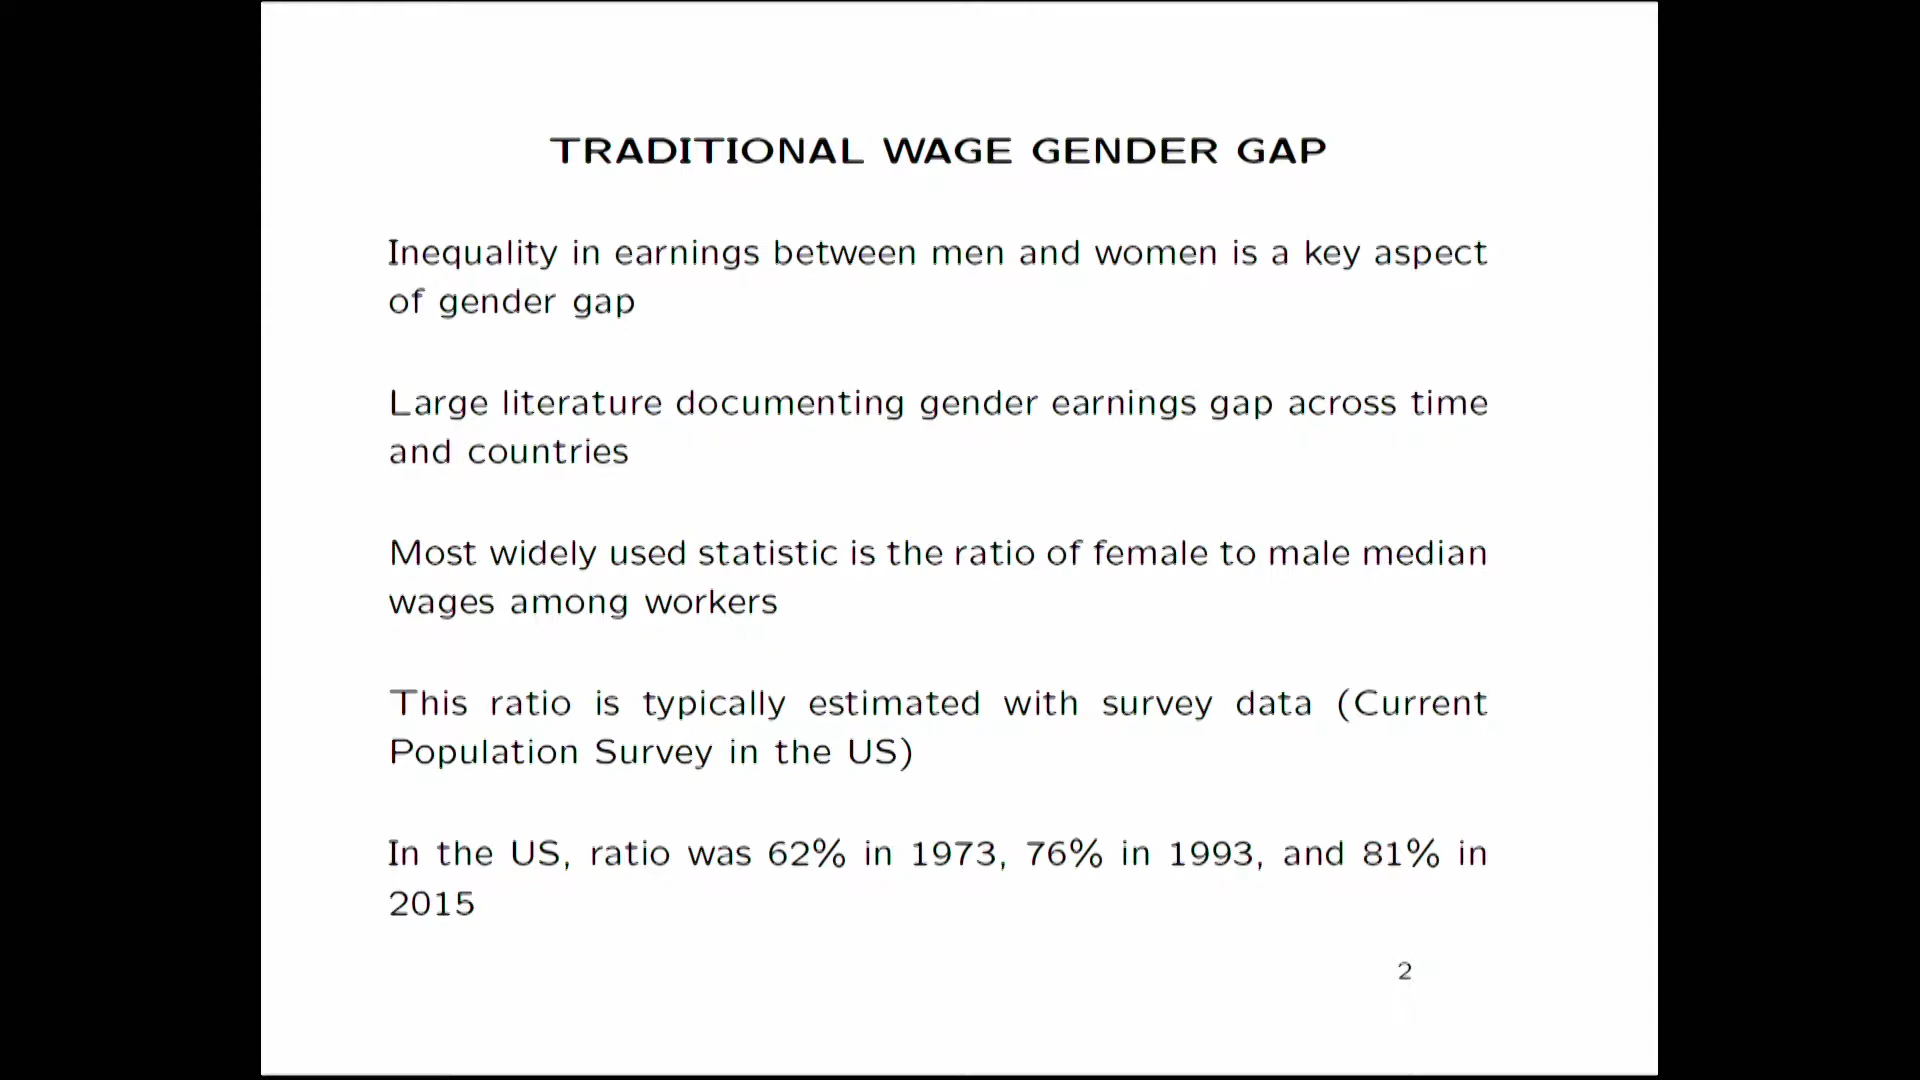 TRADITIONAL WAGE GENDER GAP
Inequality in earnings between men and women is a key aspect
of gender gap
Large literature documenting gender earnings gap across time
and countries
Most widely used statistic is the ratio of female to male median
wages among workers
This ratio is typically estimated with survey data (Current
Population Survey in the US)
In the US, ratio was 62% in 1973, 76% in 1993, and 81% in
2015
2